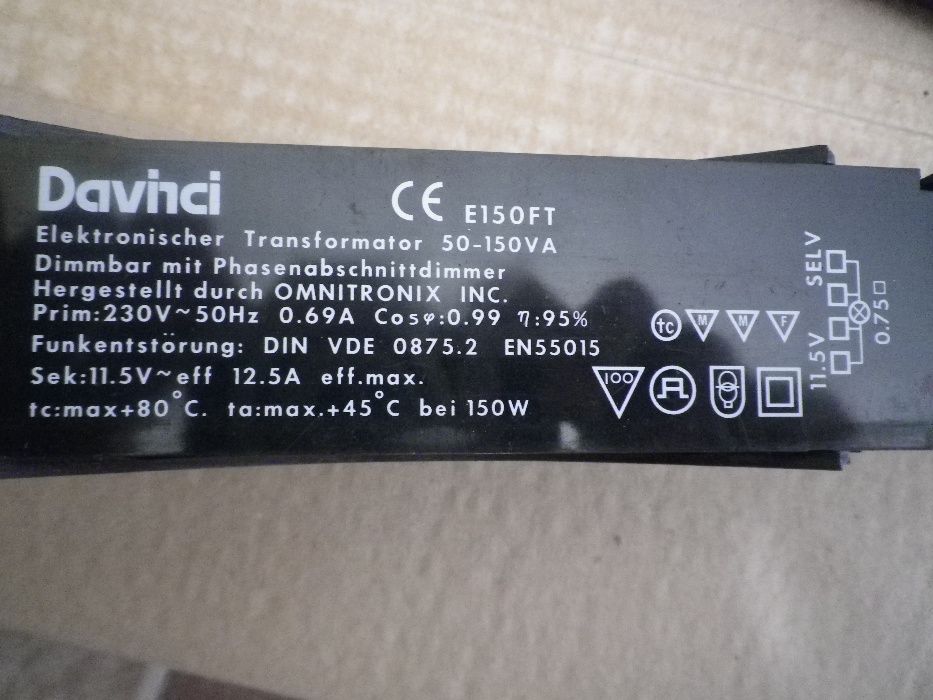 Davinci
CE E150FT
Elektronischer Transformator 50-150VA
Dimmbar mit Phasenabschnittdimmer
Hergestellt durch OMNITRONIX INC.
Prim:230V~50Hz 0.69A Cosφ:0.99 η:95%
Funkentstörung: DIN VDE 0875.2 EN55015
Sek:11.5V~eff 12.5A eff.max.
tc:max+80°C. ta:max.+45°C bei 150W
tc M M F
100
11.5V SELV
0.75□